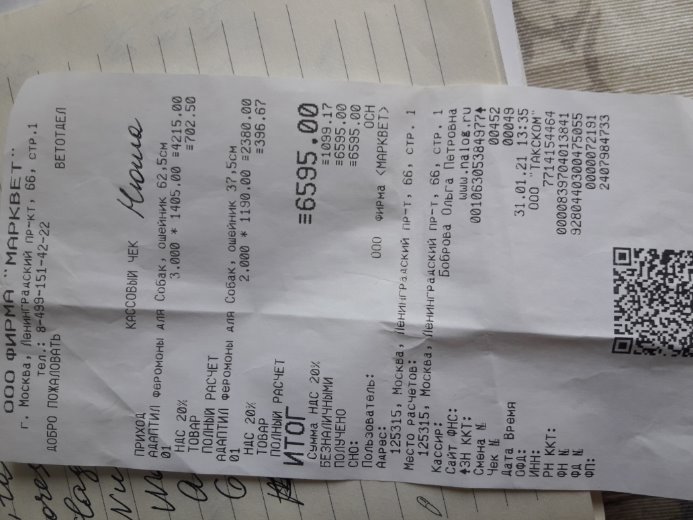 ООО ФИРМА "МАРКВЕТ"
г. Москва, Ленинградский пр-кт, 66, стр.1
тел.: 8-499-151-42-22
ДОБРО ПОЖАЛОВАТЬ ВЕТОТДЕЛ
КАССОВЫЙ ЧЕК Нюша
ПРИХОД
АДАПТИЛ феромоны для Собак, ошейник 62,5см
01 3.000 * 1405.00 ≡4215.00
НДС 20% ≡702.50
ТОВАР
ПОЛНЫЙ РАСЧЕТ
АДАПТИЛ феромоны для Собак, ошейник 37,5см
01 2.000 * 1190.00 ≡2380.00
НДС 20% ≡396.67
ТОВАР
ПОЛНЫЙ РАСЧЕТ
ИТОГ ≡6595.00
Сумма НДС 20% ≡1099.17
БЕЗНАЛИЧНЫМИ ≡6595.00
ПОЛУЧЕНО ≡6595.00
СНО: ОСН
Пользователь: ООО ФИРМА <МАРКВЕТ>
Адрес:
125315, Москва, Ленинградский пр-т, 66, стр. 1
Место расчетов:
125315, Москва, Ленинградский пр-т, 66, стр. 1
Кассир: Боброва Ольга Петровна
Сайт ФНС: www.nalog.ru
ЗН ККТ: 00106305384977
Смена № 00452
Чек № 00049
Дата Время 31.01.21 13:35
ОФД: ООО "ТАКСКОМ"
ИНН: 7714154464
РН ККТ: 0000839704013841
ФН № 9280440300475055
ФД № 0000072191
ФП: 2407984733